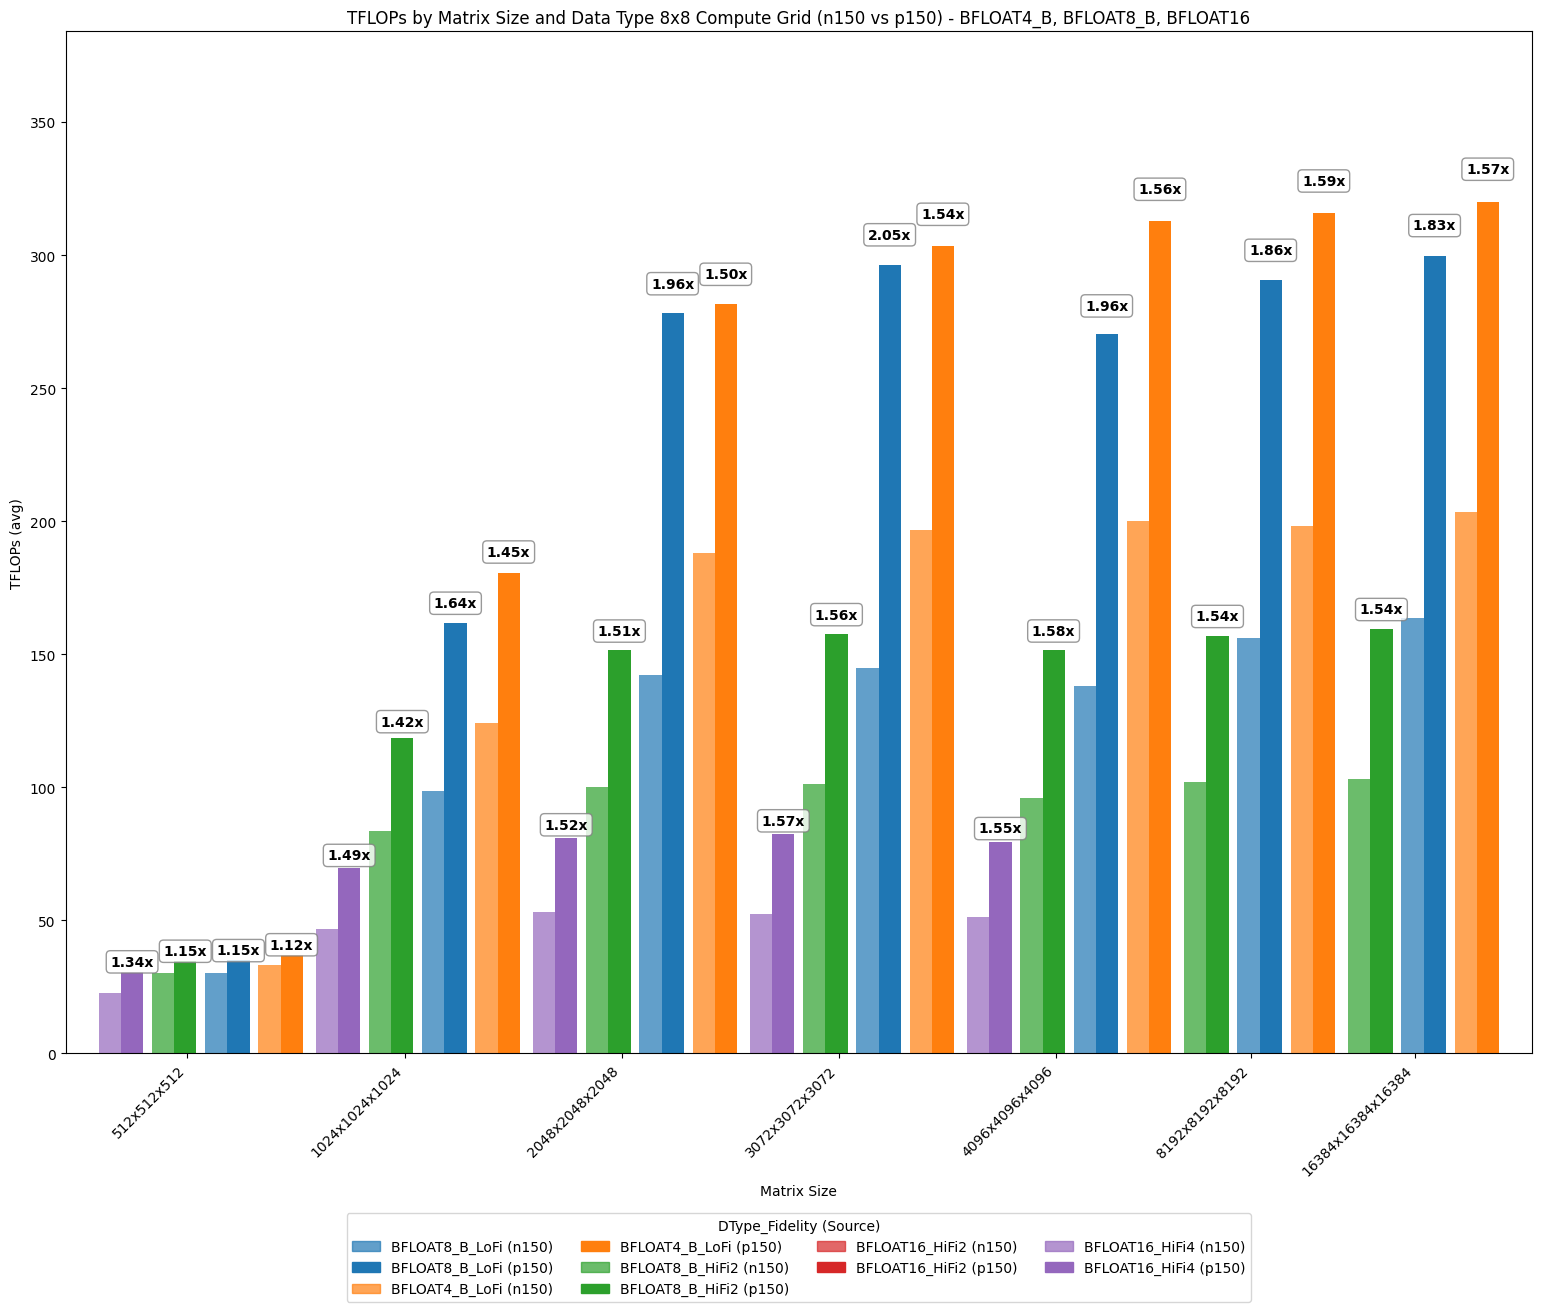 TFLOPs by Matrix Size and Data Type 8x8 Compute Grid (n150 vs p150) - BFLOAT4_B, BFLOAT8_B, BFLOAT16
TFLOPs (avg)
350
300
250
200
150
100
50
0
1.34x
1.15x
1.15x
1.12x
1.49x
1.42x
1.64x
1.45x
1.52x
1.51x
1.96x
1.50x
1.57x
1.56x
2.05x
1.54x
1.55x
1.58x
1.96x
1.56x
1.54x
1.86x
1.59x
1.54x
1.83x
1.57x
512x512x512
1024x1024x1024
2048x2048x2048
3072x3072x3072
4096x4096x4096
8192x8192x8192
16384x16384x16384
Matrix Size
DType_Fidelity (Source)
BFLOAT8_B_LoFi (n150)
BFLOAT8_B_LoFi (p150)
BFLOAT4_B_LoFi (n150)
BFLOAT4_B_LoFi (p150)
BFLOAT8_B_HiFi2 (n150)
BFLOAT8_B_HiFi2 (p150)
BFLOAT16_HiFi2 (n150)
BFLOAT16_HiFi2 (p150)
BFLOAT16_HiFi4 (n150)
BFLOAT16_HiFi4 (p150)